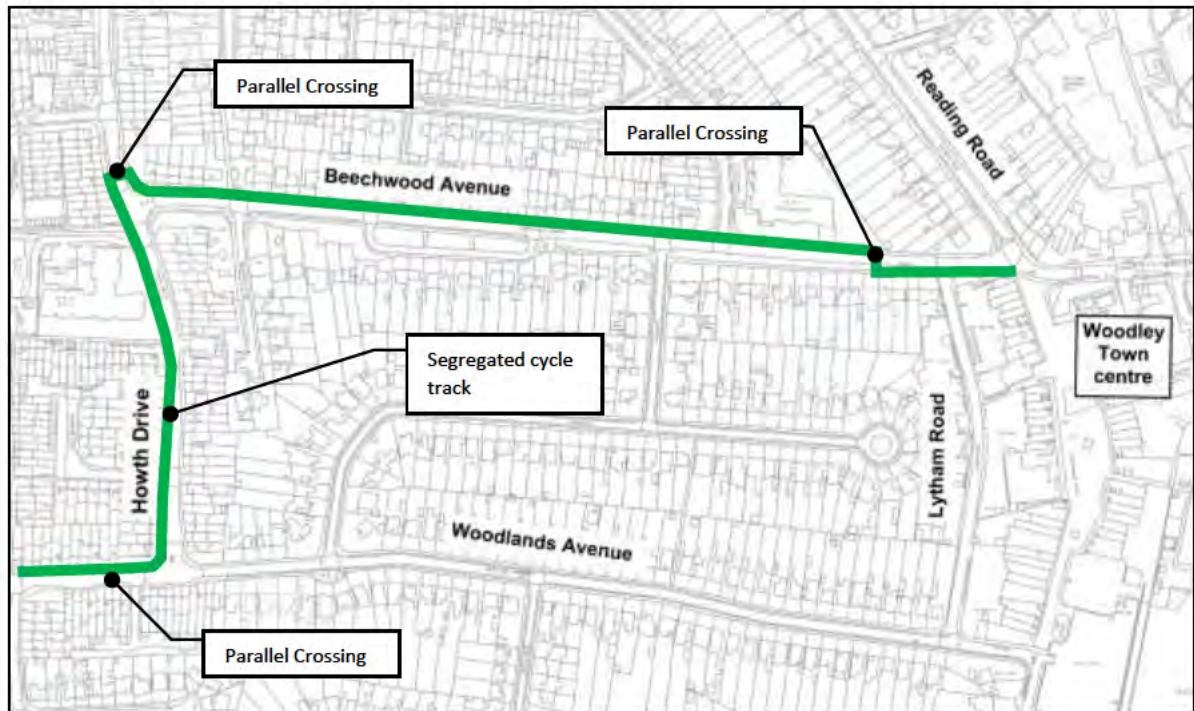 Parallel Crossing
Parallel Crossing
Reading Road
Beechwood Avenue
Woodley
Town
centre
Segregated cycle
track
Howth Drive
Lytham Road
Woodlands Avenue
Parallel Crossing